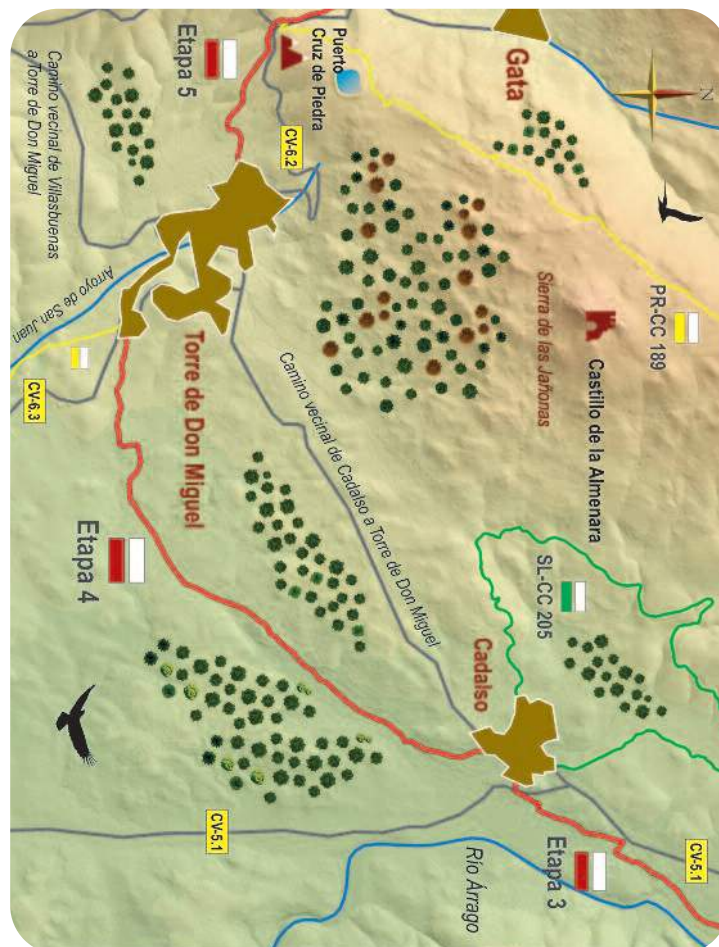 N
Gata
Puerto
Cruz de Piedra
Etapa 5
CV-6.2
Camino vecinal de Villasbuenas
a Torre de Don Miguel
Arroyo de San Juan
CV-6.3
Torre de Don Miguel
PR-CC 189
Castillo de la Almenara
Sierra de las Jañonas
Camino vecinal de Cadalso a Torre de Don Miguel
SL-CC 205
Etapa 4
Cadalso
CV-5.1
CV-5.1
Etapa 3
Río Árrago